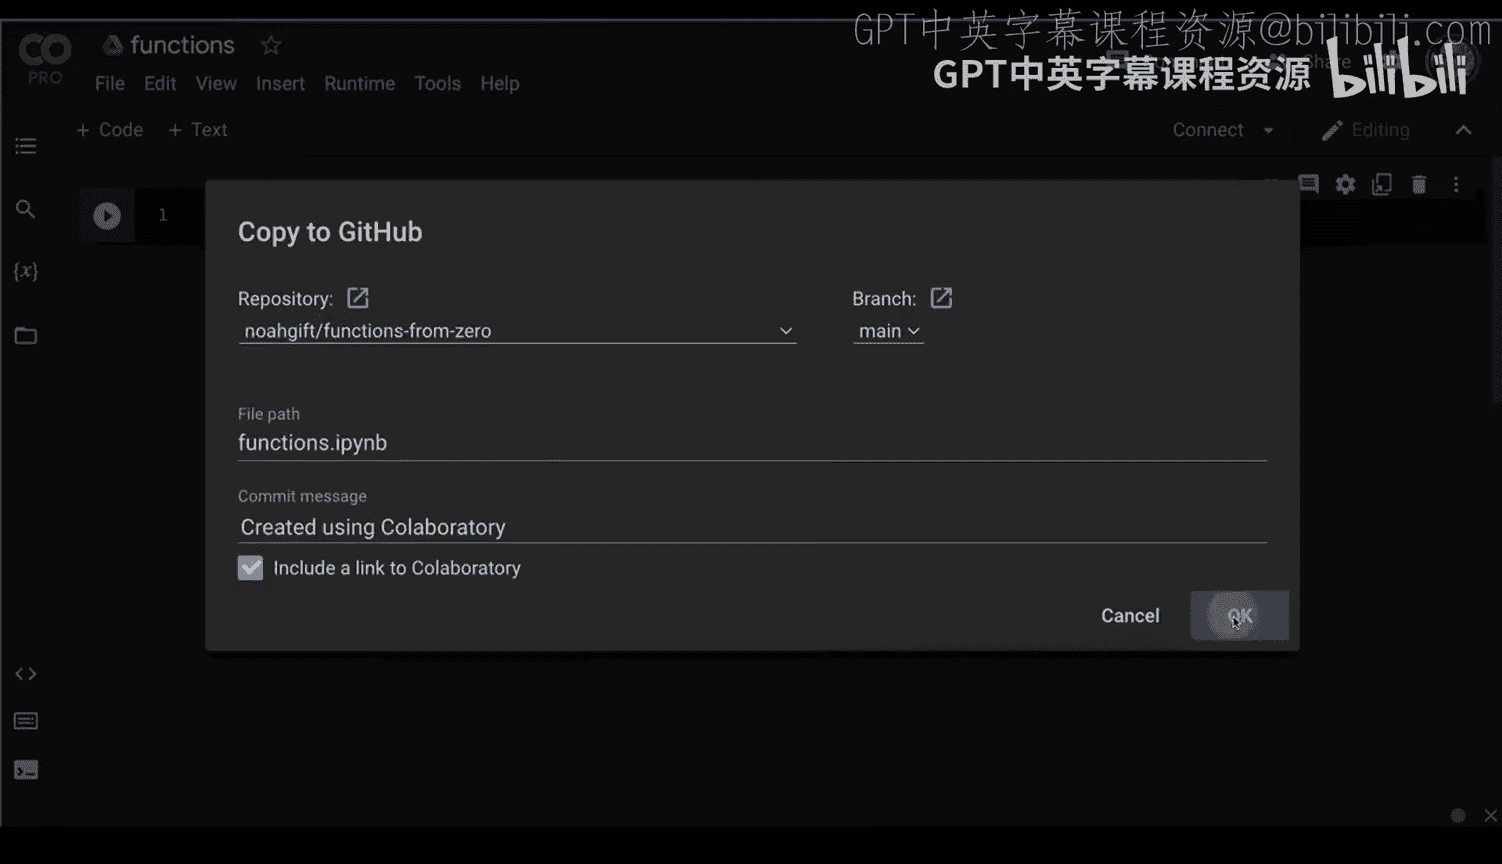 GPT中英字幕课程资源@bilibili.com
GPT中英字幕课程资源 bilibili
CO PRO
functions
Share
File Edit View Insert Runtime Tools Help
+ Code + Text
Connect
Editing
1
Copy to GitHub
Repository:
Branch:
noahgift/functions-from-zero
main
File path
functions.ipynb
Commit message
Created using Colaboratory
Include a link to Colaboratory
Cancel
OK